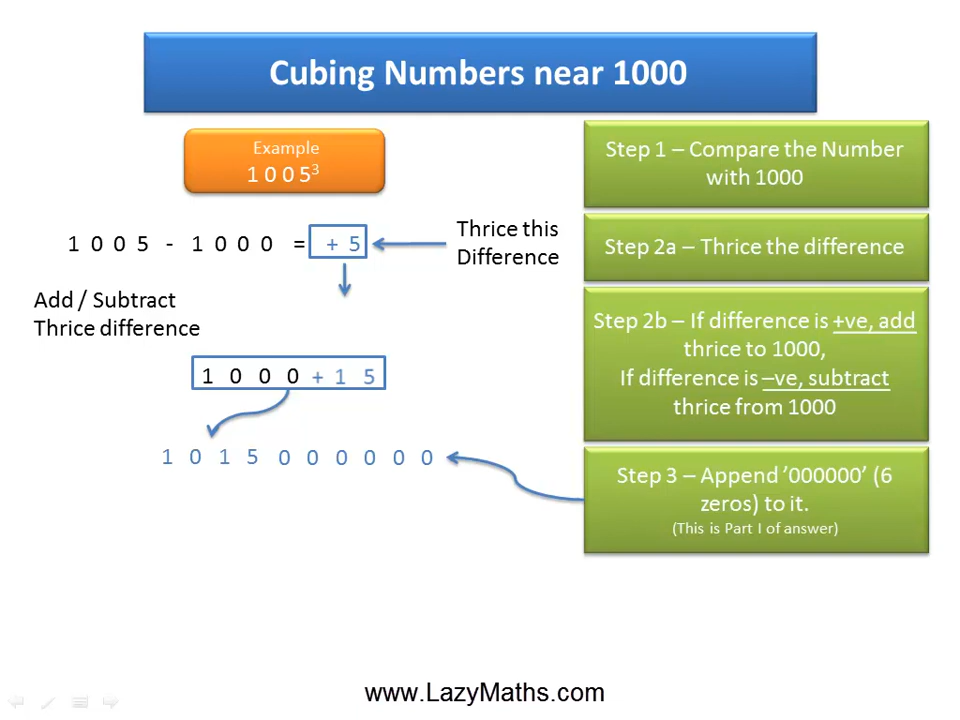 Cubing Numbers near 1000
Example
1 0 0 5³
1 0 0 5 - 1 0 0 0 = + 5
Thrice this
Difference
Add / Subtract
Thrice difference
1 0 0 0 + 1 5
1 0 1 5 0 0 0 0 0 0
Step 1 – Compare the Number
with 1000
Step 2a – Thrice the difference
Step 2b – If difference is +ve, add
thrice to 1000,
If difference is –ve, subtract
thrice from 1000
Step 3 – Append ’000000’ (6
zeros) to it.
(This is Part I of answer)
www.LazyMaths.com